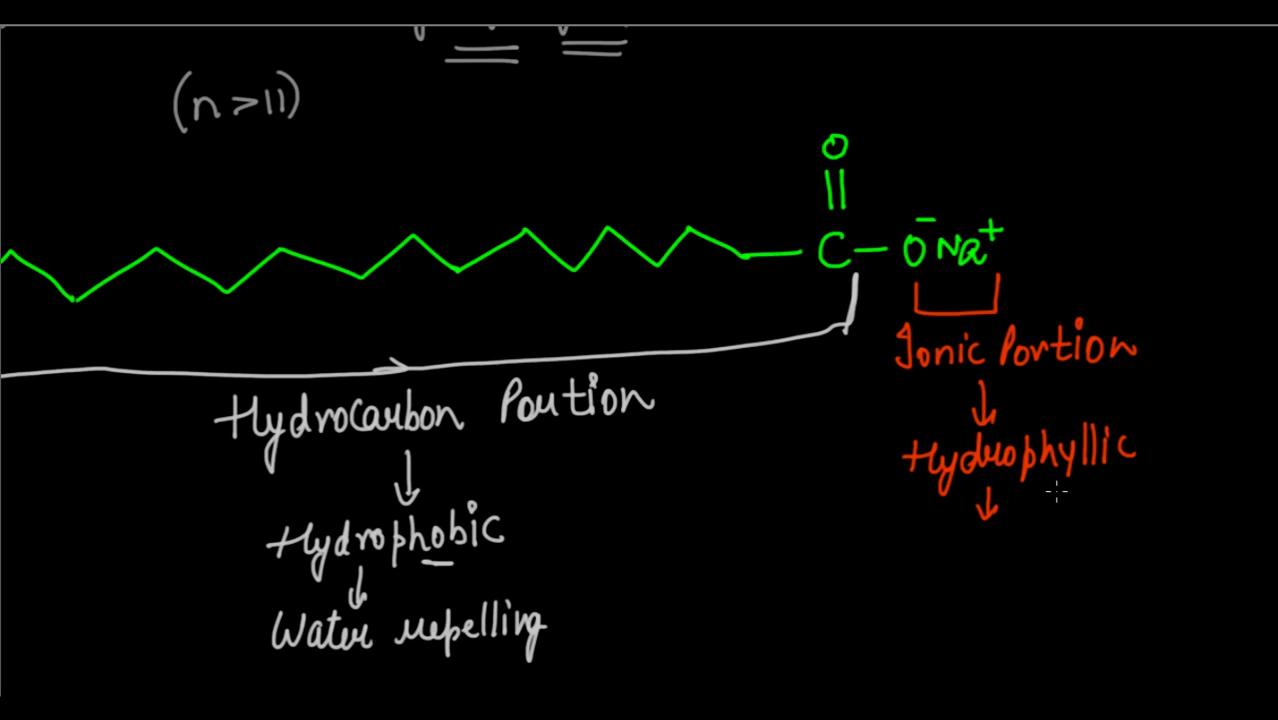 (n>11)
O
C - O⁻ Na⁺
Ionic Portion
Hydrocarbon Portion
Hydrophyllic
Hydrophobic
Water repelling